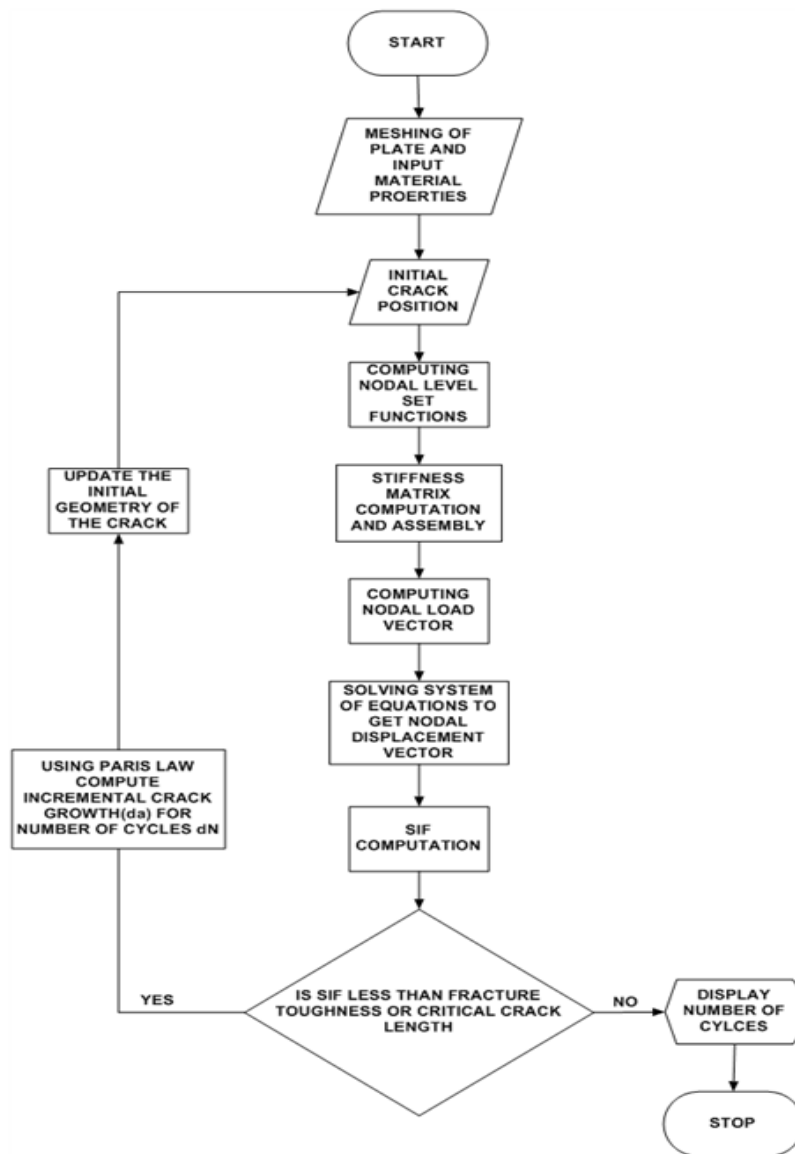 START
MESHING OF
PLATE AND
INPUT
MATERIAL
PROERTIES
INITIAL
CRACK
POSITION
COMPUTING
NODAL LEVEL
SET
FUNCTIONS
UPDATE THE
INITIAL
GEOMETRY OF
THE CRACK
STIFFNESS
MATRIX
COMPUTATION
AND ASSEMBLY
COMPUTING
NODAL LOAD
VECTOR
SOLVING SYSTEM
OF EQUATIONS TO
GET NODAL
DISPLACEMENT
VECTOR
USING PARIS LAW
COMPUTE
INCREMENTAL CRACK
GROWTH(da) FOR
NUMBER OF CYCLES dN
SIF
COMPUTATION
IS SIF LESS THAN FRACTURE
TOUGHNESS OR CRITICAL CRACK
LENGTH
YES
NO
DISPLAY
NUMBER OF
CYLCES
STOP